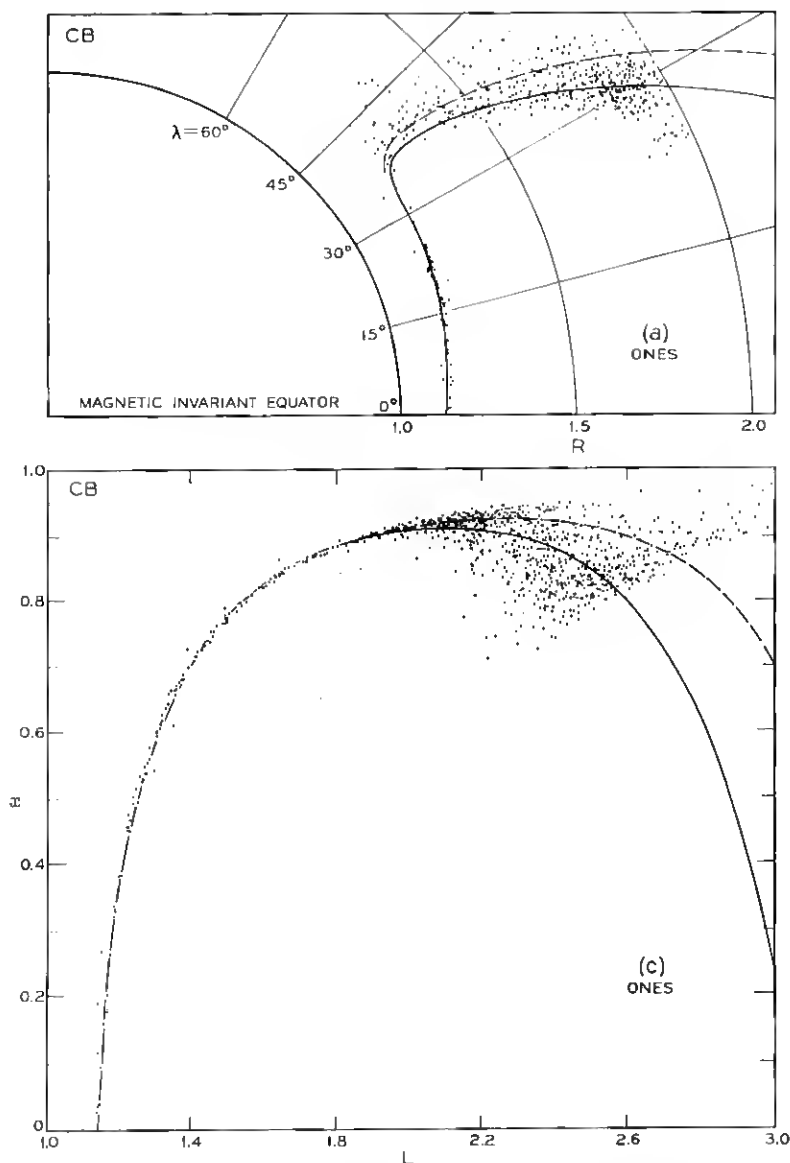 CB
λ=60°
45°
30°
15°
0°
(a)
ONES
MAGNETIC INVARIANT EQUATOR
1.0
1.5
2.0
R
CB
1.0
0.8
0.6
0.4
0.2
0
x
(c)
ONES
1.0
1.4
1.8
2.2
2.6
3.0
L